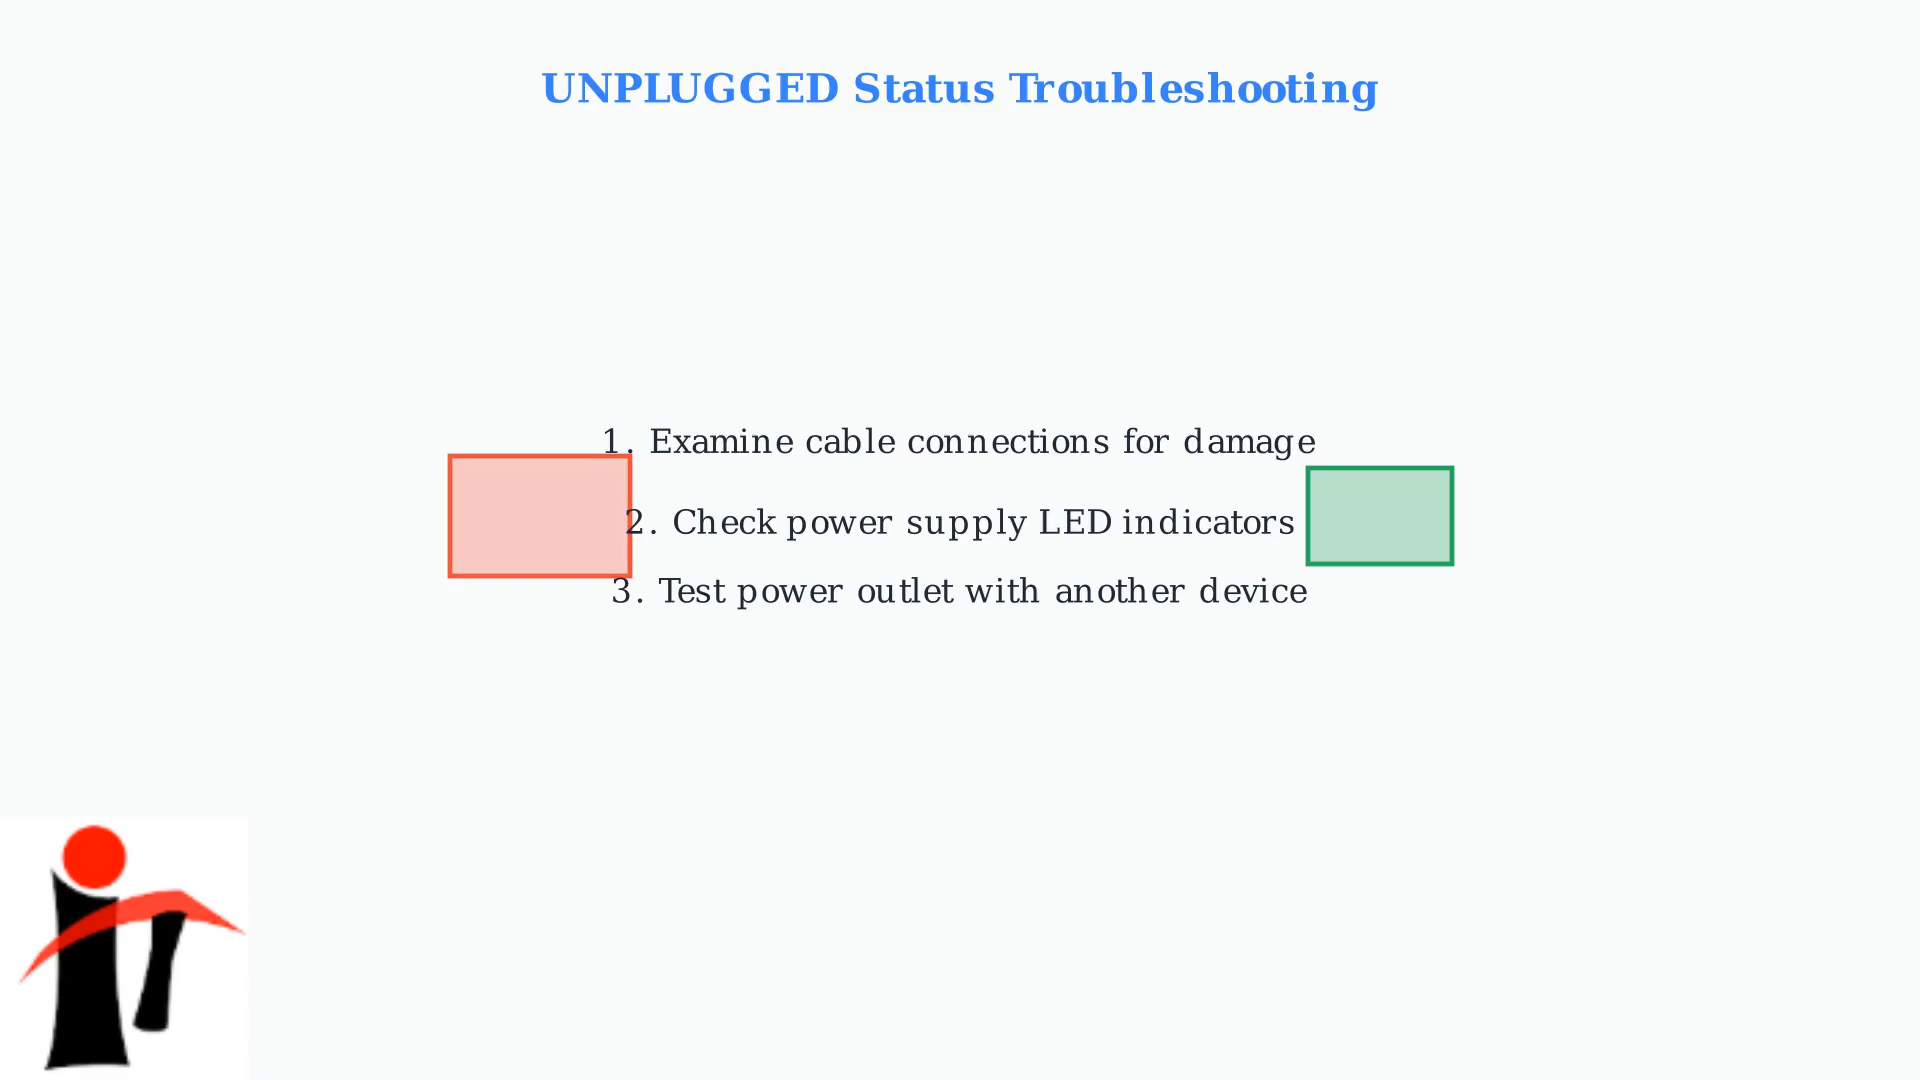 UNPLUGGED Status Troubleshooting
1. Examine cable connections for damage
2. Check power supply LED indicators
3. Test power outlet with another device